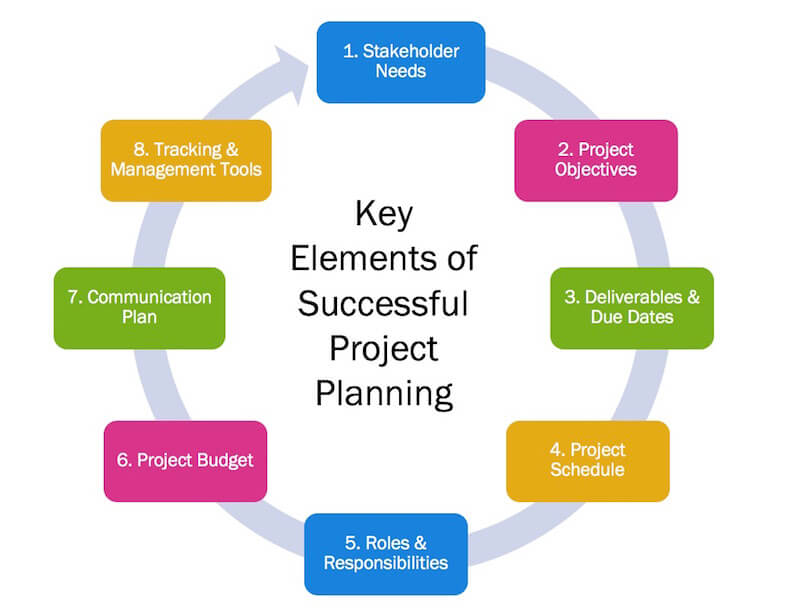 1. Stakeholder
Needs
2. Project
Objectives
3. Deliverables &
Due Dates
4. Project
Schedule
5. Roles &
Responsibilities
6. Project Budget
7. Communication
Plan
8. Tracking &
Management Tools
Key
Elements of
Successful
Project
Planning